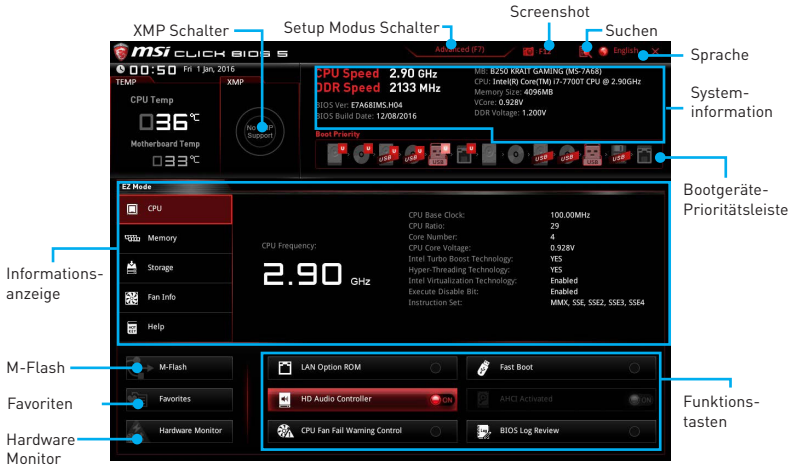 XMP Schalter
Setup Modus Schalter
Screenshot
Suchen
Sprache
System-
information
Bootgeräte-
Prioritätsleiste
Informations-
anzeige
M-Flash
Favoriten
Hardware
Monitor
Funktions-
tasten
msi CLICK BIOS 5
Advanced (F7)
F12
English
X
00:50 Fri 1 Jan, 2016
TEMP
XMP
CPU Temp
36°C
Motherboard Temp
33°C
No XMP
Support
CPU Speed 2.90 GHz
DDR Speed 2133 MHz
BIOS Ver: E7A68IMS.H04
BIOS Build Date: 12/08/2016
MB: B250 KRAIT GAMING (MS-7A68)
CPU: Intel(R) Core(TM) i7-7700T CPU @ 2.90GHz
Memory Size: 4096MB
VCore: 0.928V
DDR Voltage: 1.200V
Boot Priority
U U U U U U
USB USB USB USB USB USB
EZ Mode
CPU
Memory
Storage
Fan Info
Help
CPU Frequency:
2.90 GHz
CPU Base Clock: 100.00MHz
CPU Ratio: 29
Core Number: 4
CPU Core Voltage: 0.928V
Intel Turbo Boost Technology: YES
Hyper-Threading Technology: YES
Intel Virtualization Technology: Enabled
Execute Disable Bit: Enabled
Instruction Set: MMX, SSE, SSE2, SSE3, SSE4
M-Flash
Favorites
Hardware Monitor
LAN Option ROM
Fast Boot
HD Audio Controller ON
AHCI Activated ON
CPU Fan Fail Warning Control
BIOS Log Review